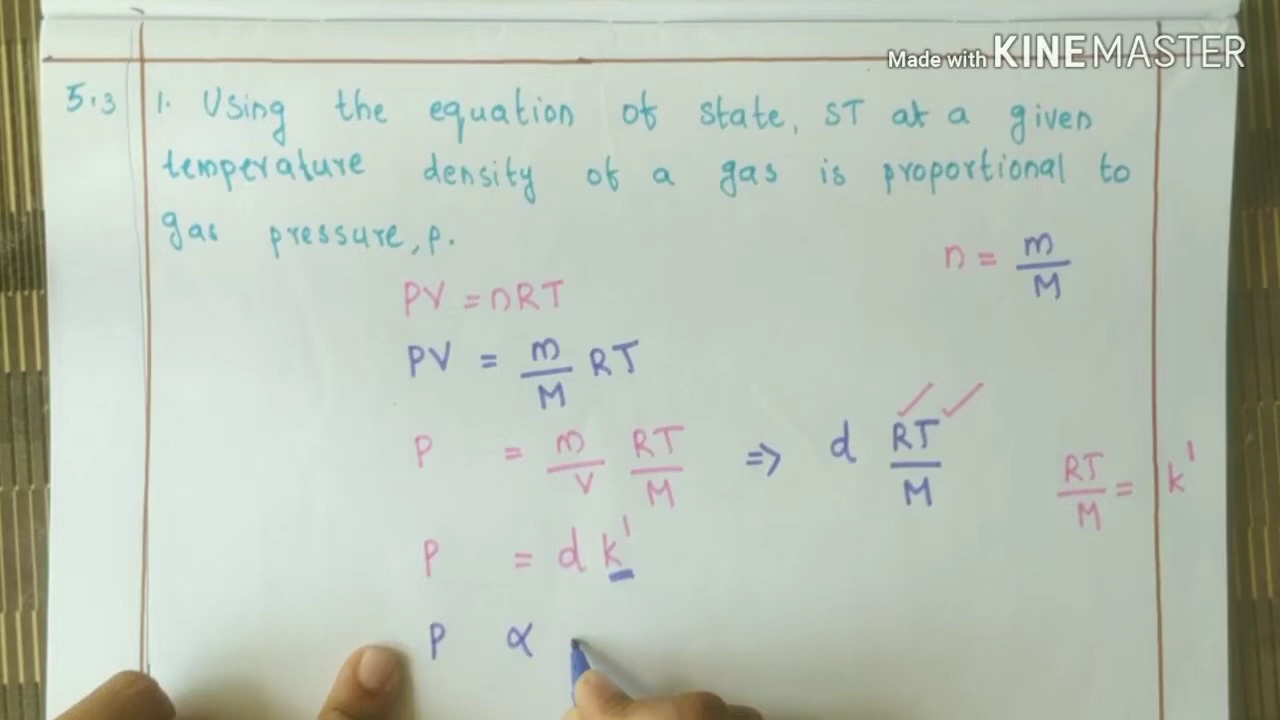 Made with KINEMASTER
5.3 1. Using the equation of state, ST at a given
temperature density of a gas is proportional to
gas pressure, p.
n = m/M
PV = nRT
PV = m/M RT
P = m/V RT/M => d RT/M
RT/M = k'
P = d k'
P ∝